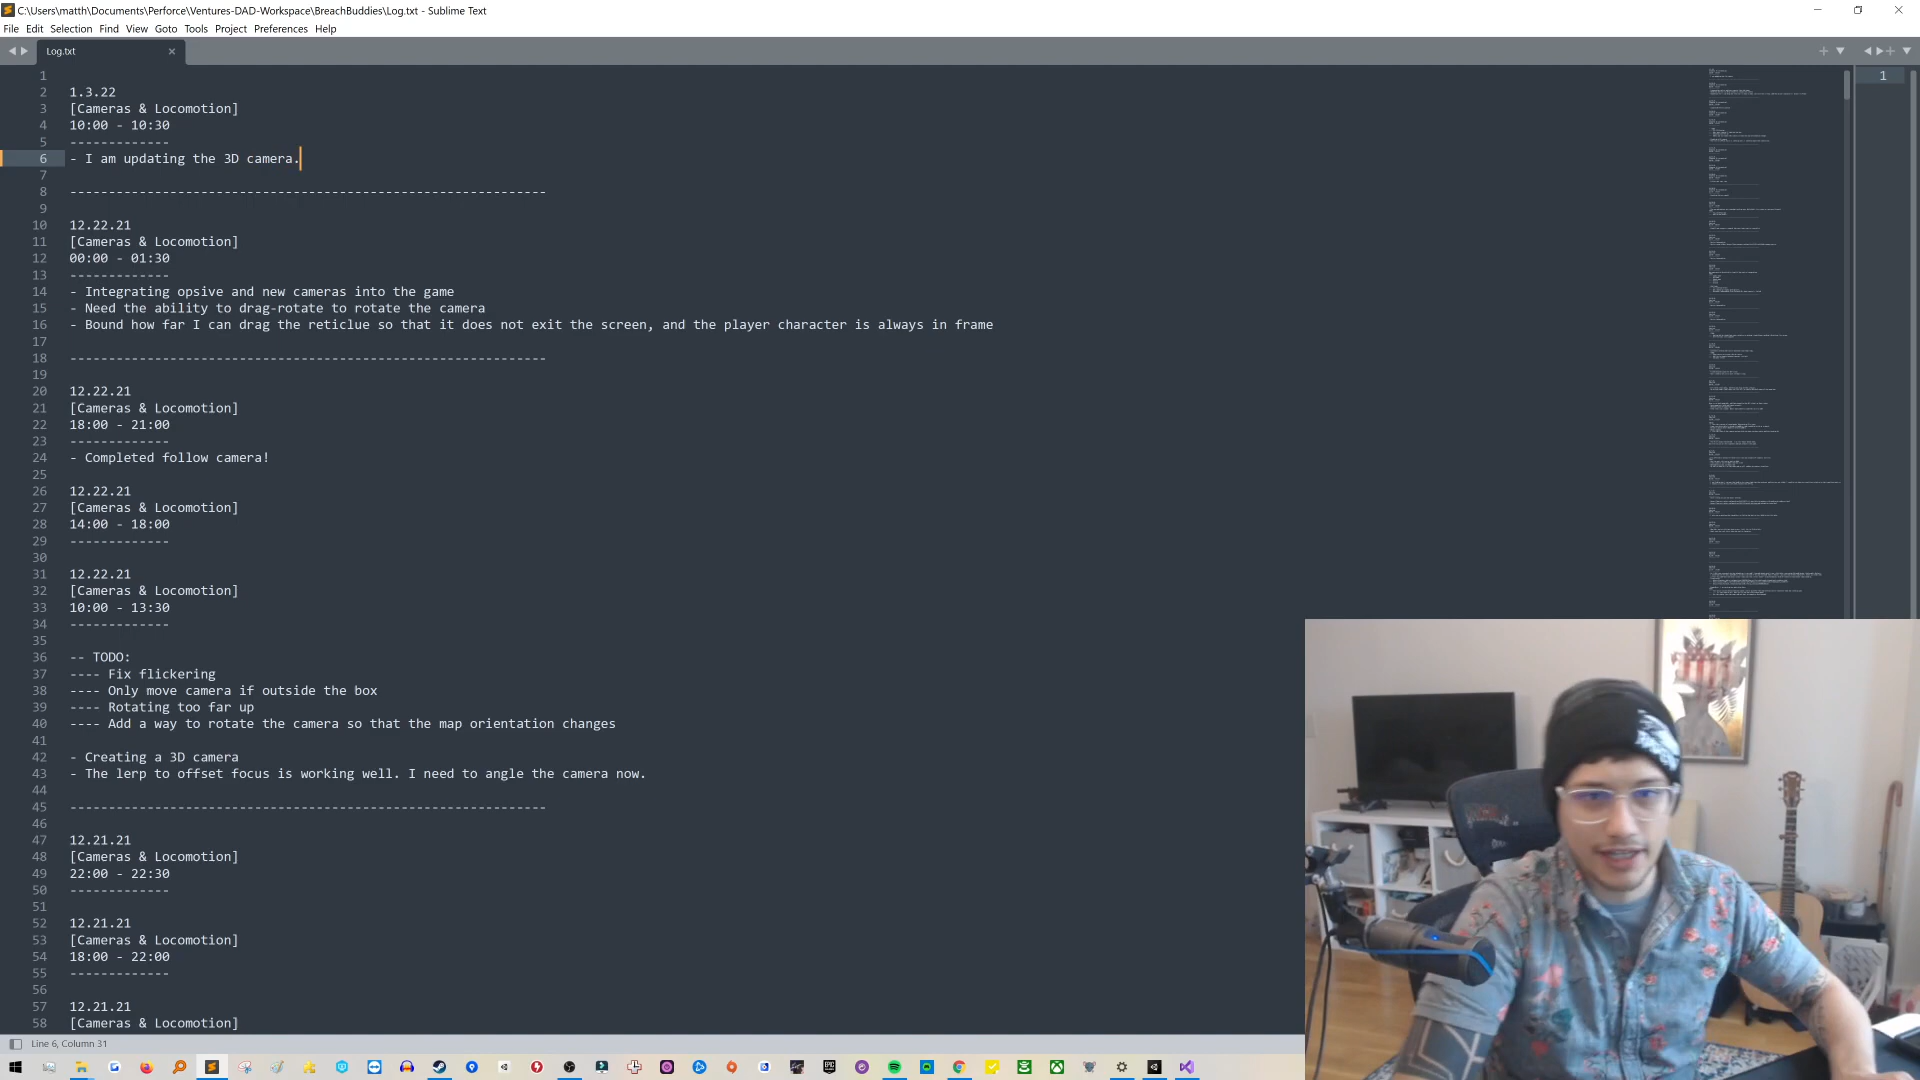 C:\Users\matth\Documents\Perforce\Ventures-DAD-Workspace\BreachBuddies\Log.txt - Sublime Text
File Edit Selection Find View Goto Tools Project Preferences Help
Log.txt
1
1
2 1.3.22
3 [Cameras & Locomotion]
4 10:00 - 10:30
5 -------------
6 - I am updating the 3D camera.
7
8 --------------------------------------------------------------
9
10 12.22.21
11 [Cameras & Locomotion]
12 00:00 - 01:30
13 -------------
14 - Integrating opsive and new cameras into the game
15 - Need the ability to drag-rotate to rotate the camera
16 - Bound how far I can drag the reticlue so that it does not exit the screen, and the player character is always in frame
17
18 --------------------------------------------------------------
19
20 12.22.21
21 [Cameras & Locomotion]
22 18:00 - 21:00
23 -------------
24 - Completed follow camera!
25
26 12.22.21
27 [Cameras & Locomotion]
28 14:00 - 18:00
29 -------------
30
31 12.22.21
32 [Cameras & Locomotion]
33 10:00 - 13:30
34 -------------
35
36 -- TODO:
37 ---- Fix flickering
38 ---- Only move camera if outside the box
39 ---- Rotating too far up
40 ---- Add a way to rotate the camera so that the map orientation changes
41
42 - Creating a 3D camera
43 - The lerp to offset focus is working well. I need to angle the camera now.
44
45 --------------------------------------------------------------
46
47 12.21.21
48 [Cameras & Locomotion]
49 22:00 - 22:30
50 -------------
51
52 12.21.21
53 [Cameras & Locomotion]
54 18:00 - 22:00
55 -------------
56
57 12.21.21
58 [Cameras & Locomotion]
Line 6, Column 31